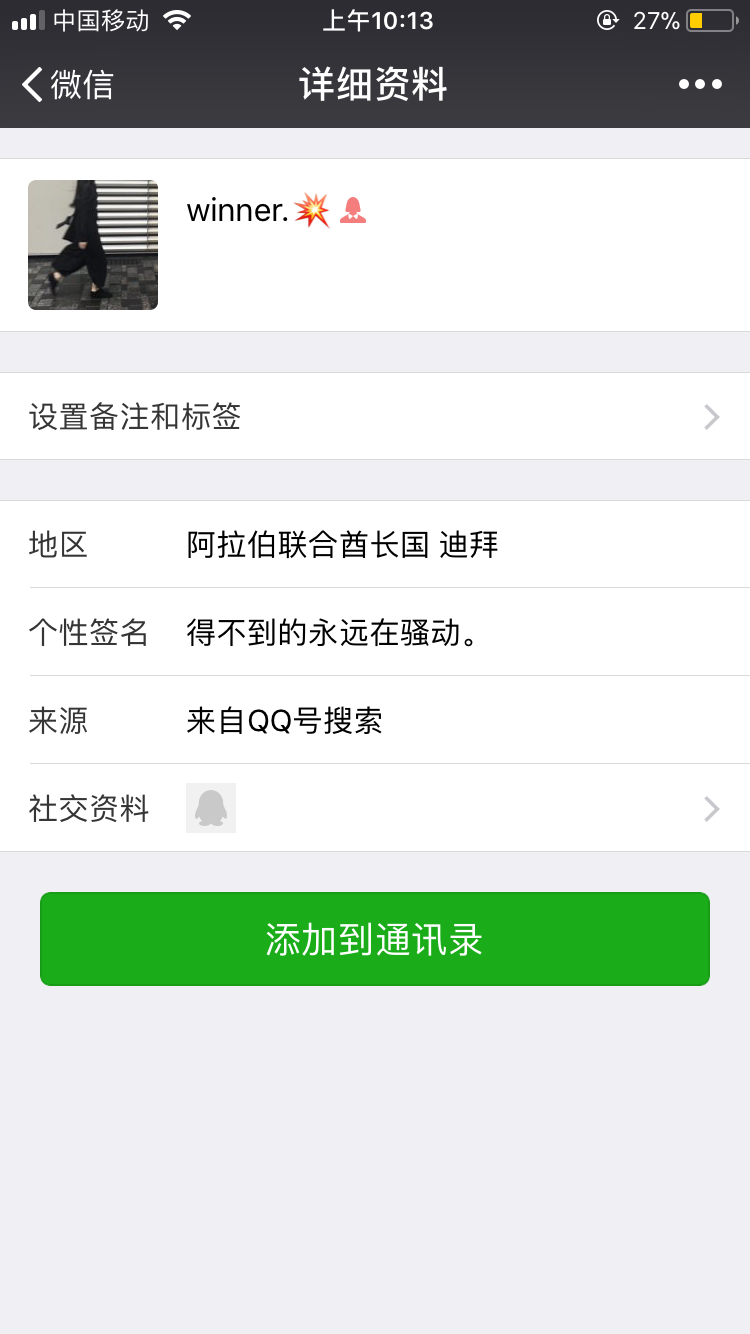 中国移动 上午10:13 27%
微信 详细资料
winner.💥
设置备注和标签
地区 阿拉伯联合酋长国 迪拜
个性签名 得不到的永远在骚动。
来源 来自QQ号搜索
社交资料
添加到通讯录